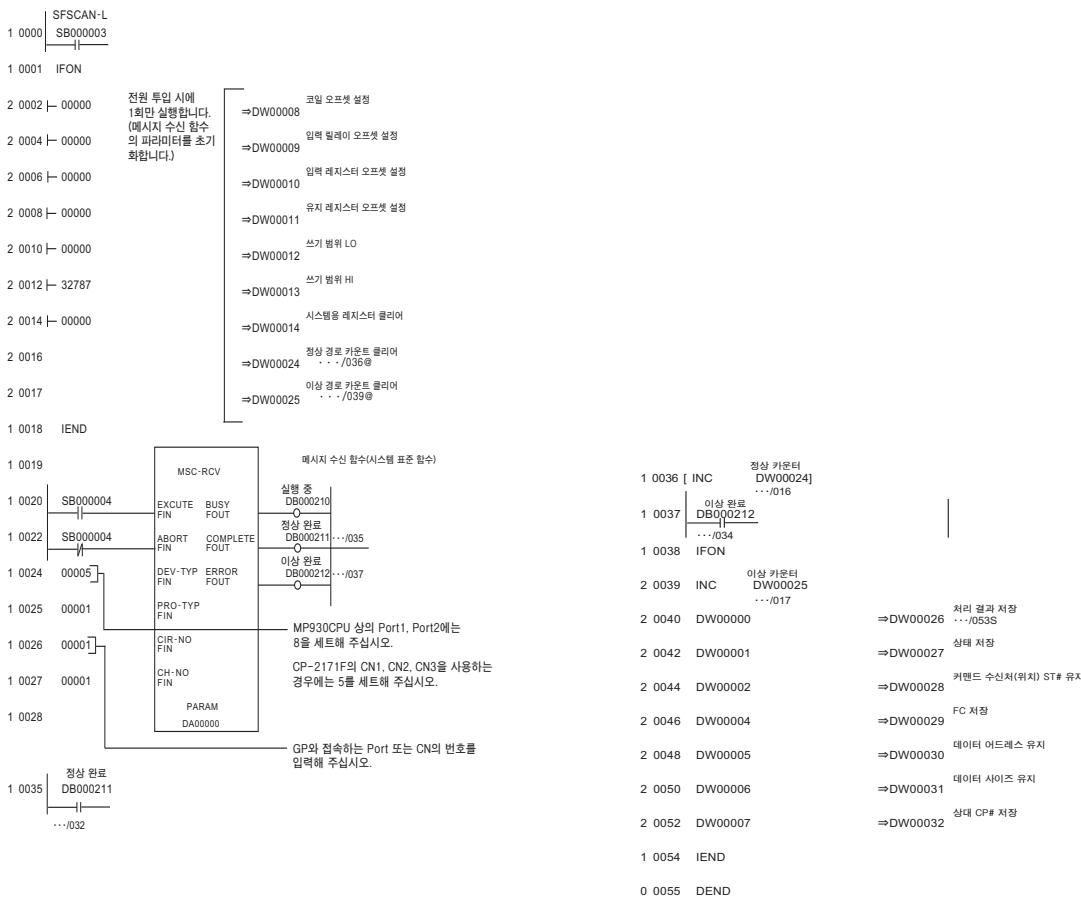 SFSCAN-L
1 0000 SB000003
1 0001 IFON
전원 투입 시에
1회만 실행합니다.
(메시지 수신 함수
의 파라미터를 초기
화합니다.)
2 0002 00000 ⇒DW00008 코일 오프셋 설정
2 0004 00000 ⇒DW00009 입력 릴레이 오프셋 설정
2 0006 00000 ⇒DW00010 입력 레지스터 오프셋 설정
2 0008 00000 ⇒DW00011 유지 레지스터 오프셋 설정
2 0010 00000 ⇒DW00012 쓰기 범위 LO
2 0012 32787 ⇒DW00013 쓰기 범위 HI
2 0014 00000 ⇒DW00014 시스템용 레지스터 클리어
2 0016 ⇒DW00024 정상 경로 카운트 클리어
･･･/036@
2 0017 ⇒DW00025 이상 경로 카운트 클리어
･･･/039@
1 0018 IEND
1 0019 MSC-RCV 메시지 수신 함수(시스템 표준 함수)
실행 중
1 0020 SB000004 EXCUTE BUSY DB000210
FIN FOUT
정상 완료
1 0022 SB000004 ABORT COMPLETE DB000211 ･･･/035
FIN FOUT
이상 완료
1 0024 00005 DEV-TYP ERROR DB000212 ･･･/037
FIN FOUT
1 0025 00001 PRO-TYP
FIN
1 0026 00001 CIR-NO
FIN
1 0027 00001 CH-NO
FIN
1 0028 PARAM
DA00000
MP930CPU 상의 Port1, Port2에는
8을 세트해 주십시오.
CP-2171F의 CN1, CN2, CN3을 사용하는
경우에는 5를 세트해 주십시오.
GP와 접속하는 Port 또는 CN의 번호를
입력해 주십시오.
정상 완료
1 0035 DB000211
･･･/032
정상 카운터
1 0036 [ INC DW00024]
･･･/016
이상 완료
1 0037 DB000212
･･･/034
1 0038 IFON
이상 카운터
2 0039 INC DW00025
･･･/017
2 0040 DW00000 ⇒DW00026 처리 결과 저장
･･･/053S
2 0042 DW00001 ⇒DW00027 상태 저장
2 0044 DW00002 ⇒DW00028 커맨드 수신처(위치) ST# 유지
2 0046 DW00004 ⇒DW00029 FC 저장
2 0048 DW00005 ⇒DW00030 데이터 어드레스 유지
2 0050 DW00006 ⇒DW00031 데이터 사이즈 유지
2 0052 DW00007 ⇒DW00032 상대 CP# 저장
1 0054 IEND
0 0055 DEND